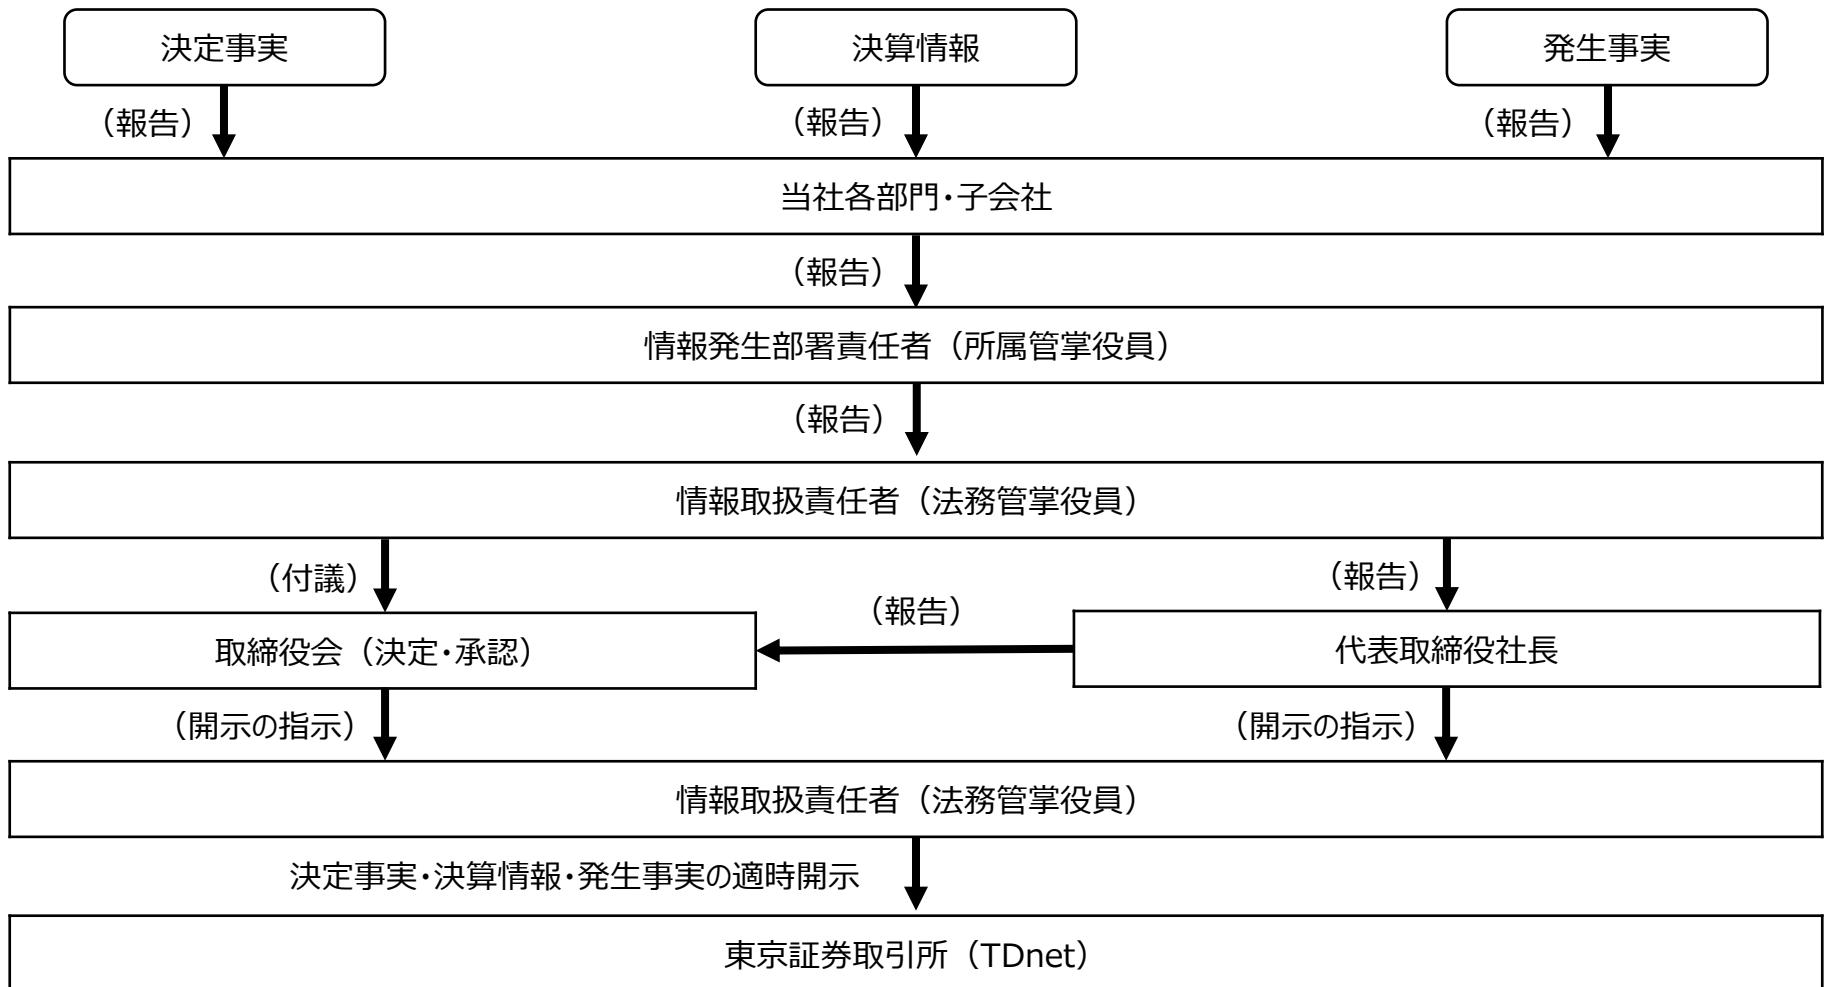 決定事実
決算情報
発生事実
（報告）
（報告）
（報告）
当社各部門・子会社
（報告）
情報発生部署責任者（所属管掌役員）
（報告）
情報取扱責任者（法務管掌役員）
（付議）
（報告）
（報告）
取締役会（決定・承認）
代表取締役社長
（開示の指示）
（開示の指示）
情報取扱責任者（法務管掌役員）
決定事実・決算情報・発生事実の適時開示
東京証券取引所（TDnet）